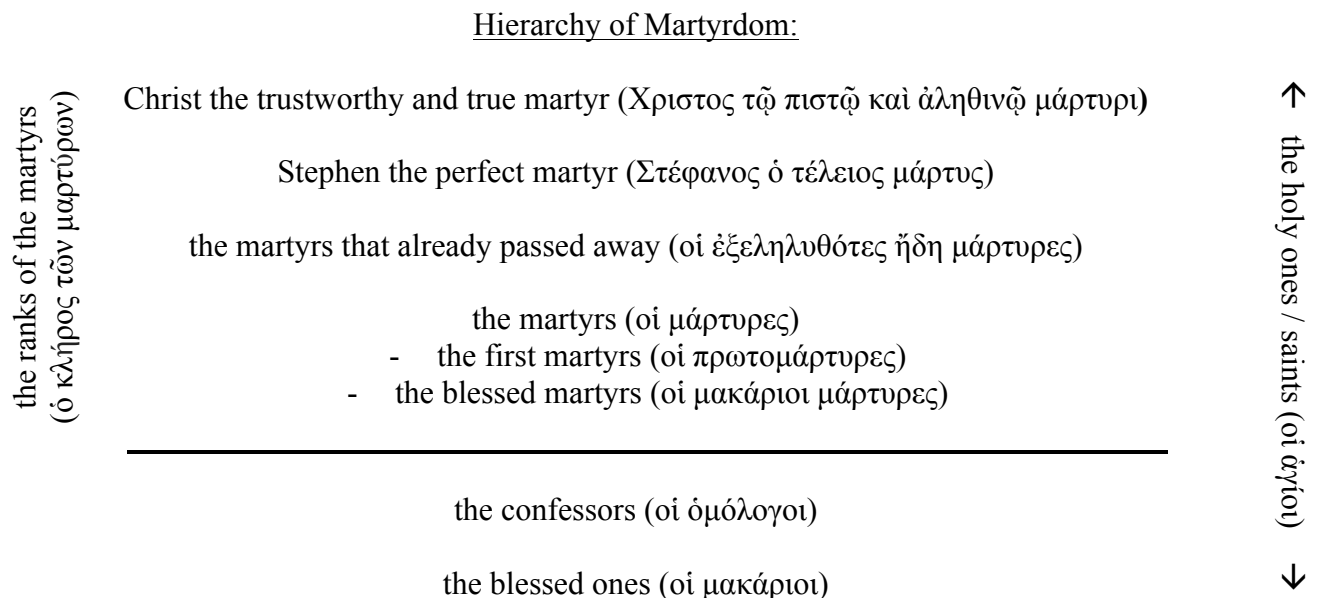 Hierarchy of Martyrdom:
the ranks of the martyrs
(ὁ κλήρος τῶν μαρτύρων)
Christ the trustworthy and true martyr (Χριστος τῷ πιστῷ καὶ ἀληθινῷ μάρτυρι)
Stephen the perfect martyr (Στέφανος ὁ τέλειος μάρτυς)
the martyrs that already passed away (οἱ ἐξεληλυθότες ἤδη μάρτυρες)
the martyrs (οἱ μάρτυρες)
- the first martyrs (οἱ πρωτομάρτυρες)
- the blessed martyrs (οἱ μακάριοι μάρτυρες)
the confessors (οἱ ὁμόλογοι)
the blessed ones (οἱ μακάριοι)
← the holy ones / saints (οἱ ἁγίοι) →